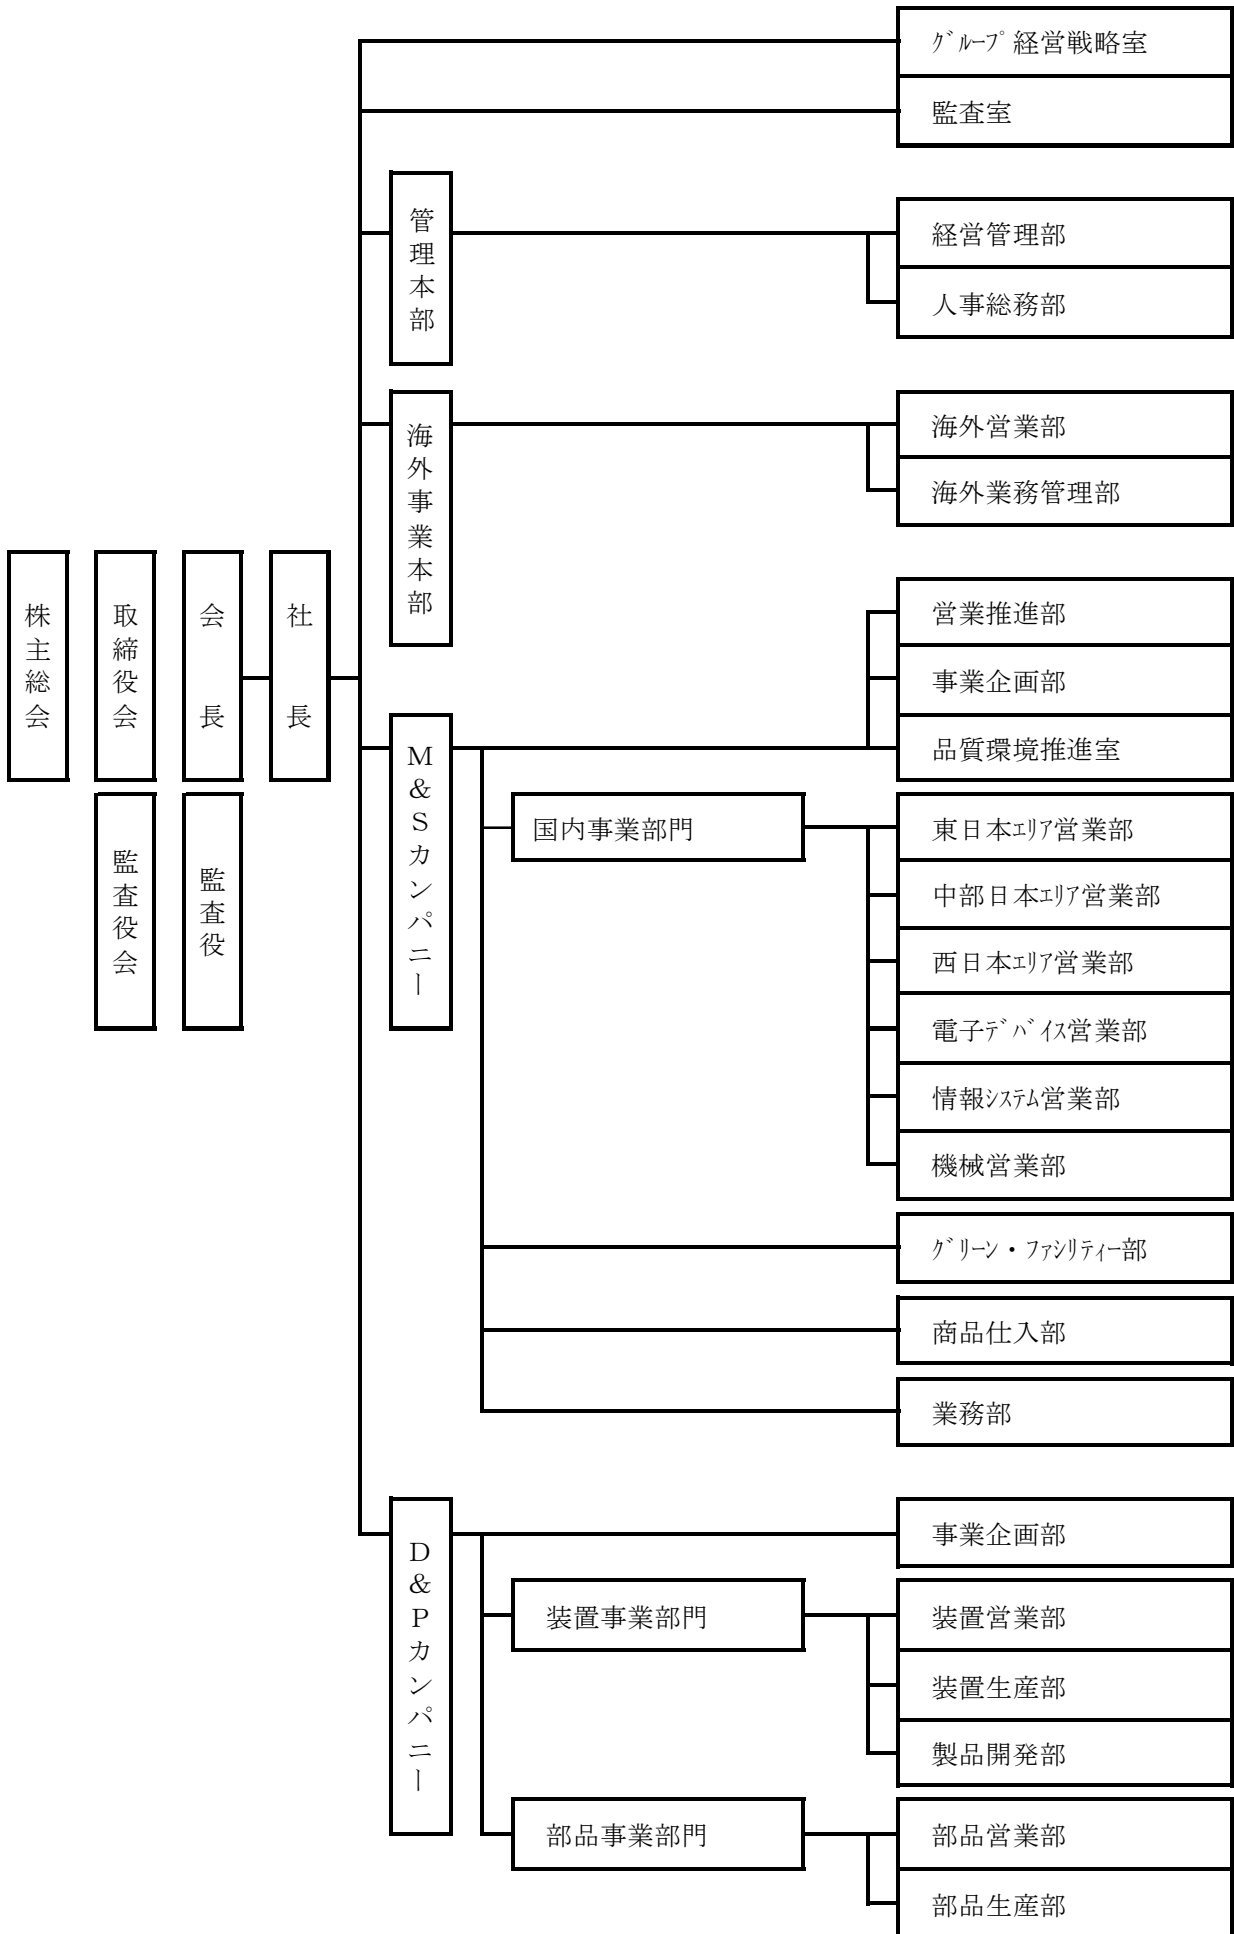 株主総会
取締役会
監査役会
会長
監査役
社長
グループ経営戦略室
監査室
管理本部
経営管理部
人事総務部
海外事業本部
海外営業部
海外業務管理部
M&Sカンパニー
営業推進部
事業企画部
品質環境推進室
国内事業部門
東日本エリア営業部
中部日本エリア営業部
西日本エリア営業部
電子デバイス営業部
情報システム営業部
機械営業部
グリーン・ファシリティー部
商品仕入部
業務部
D&Pカンパニー
事業企画部
装置事業部門
装置営業部
装置生産部
製品開発部
部品事業部門
部品営業部
部品生産部